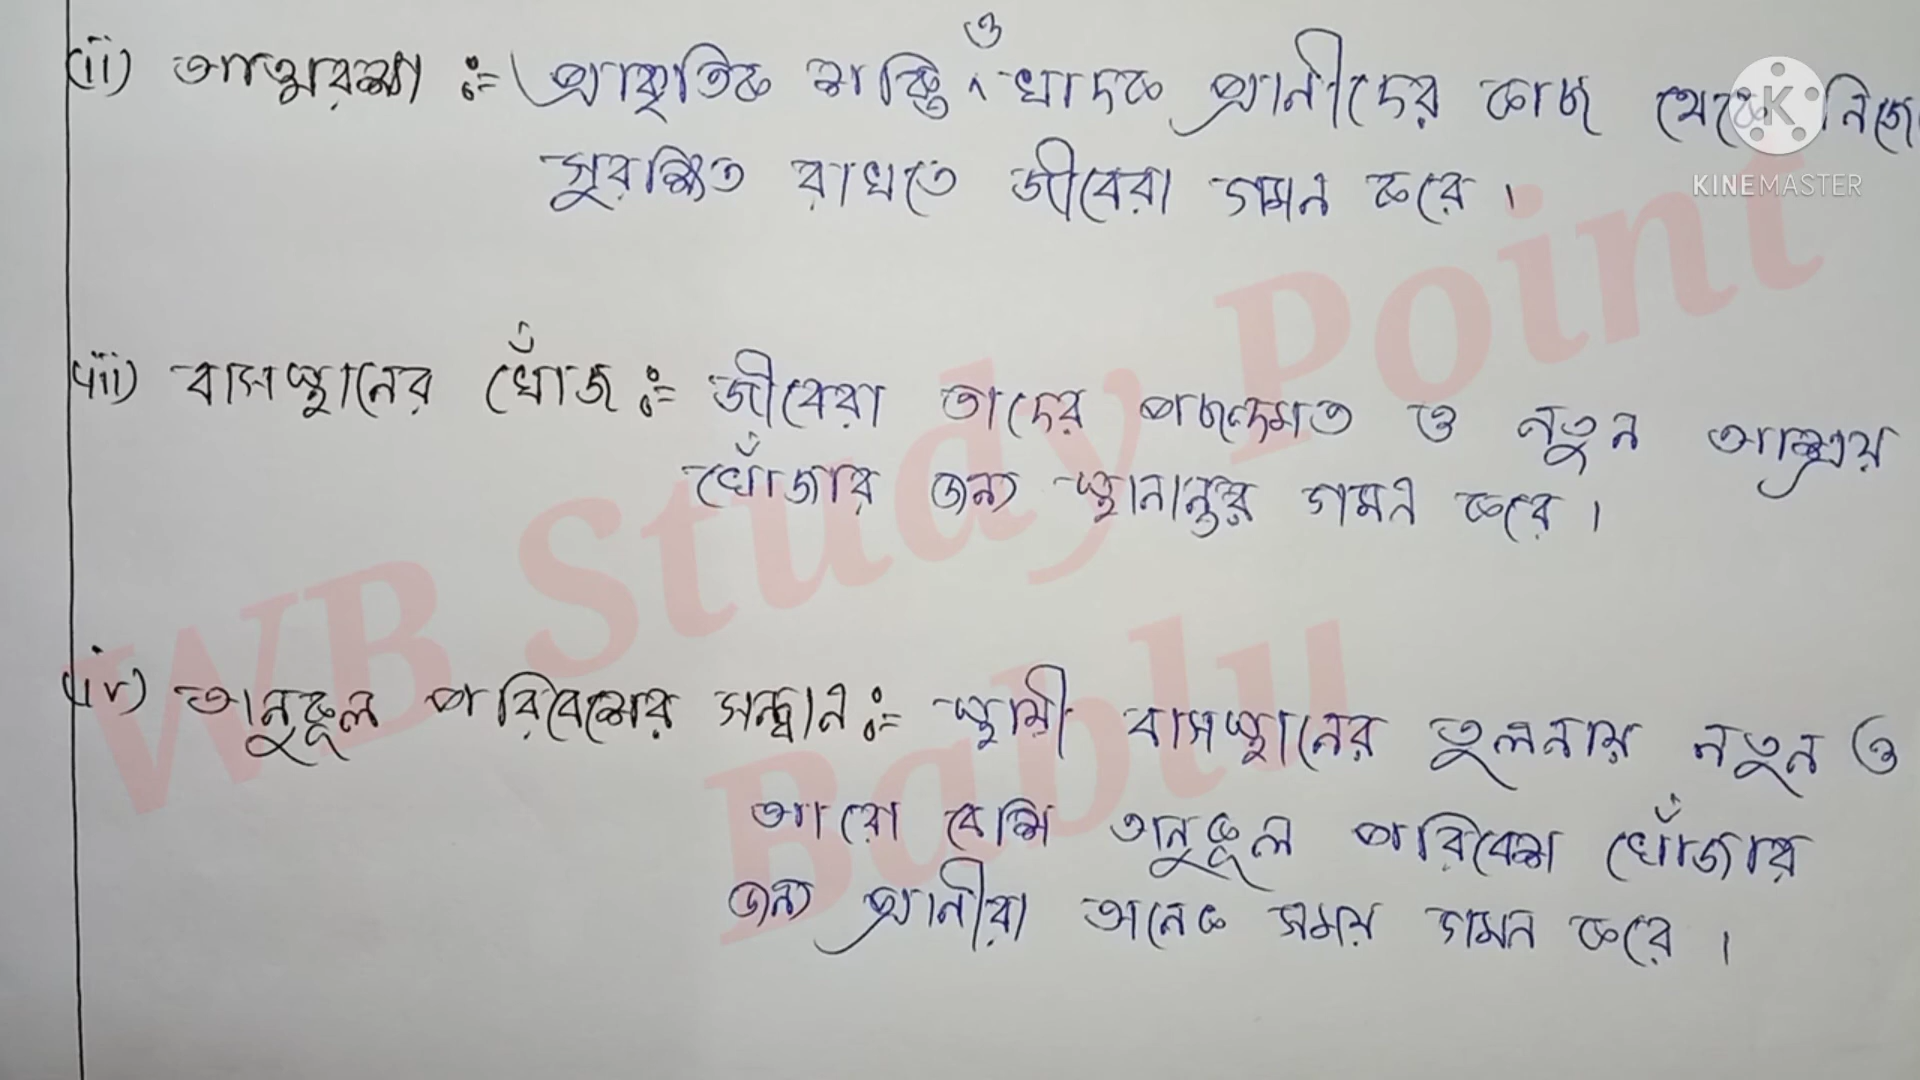 (ii) আত্মরক্ষা :- প্রাকৃতিক শক্তি ও খাদক প্রানীদের কাছ থেকে নিজে
সুরক্ষিত রাখতে জীবেরা গমন করে ।
(iii) বাসস্থানের খোঁজ :- জীবেরা তাদের পছন্দমত ও নতুন আশ্রয়
খোঁজার জন্য স্থানান্তর গমন করে ।
(iv) অনুকূল পরিবেশের সন্ধান :- স্থায়ী বাসস্থানের তুলনায় নতুন ও
আরো বেশি অনুকূল পরিবেশ খোঁজার
জন্য প্রানীরা অনেক সময় গমন করে ।
KINEMASTER
WB Study Point
Bablu